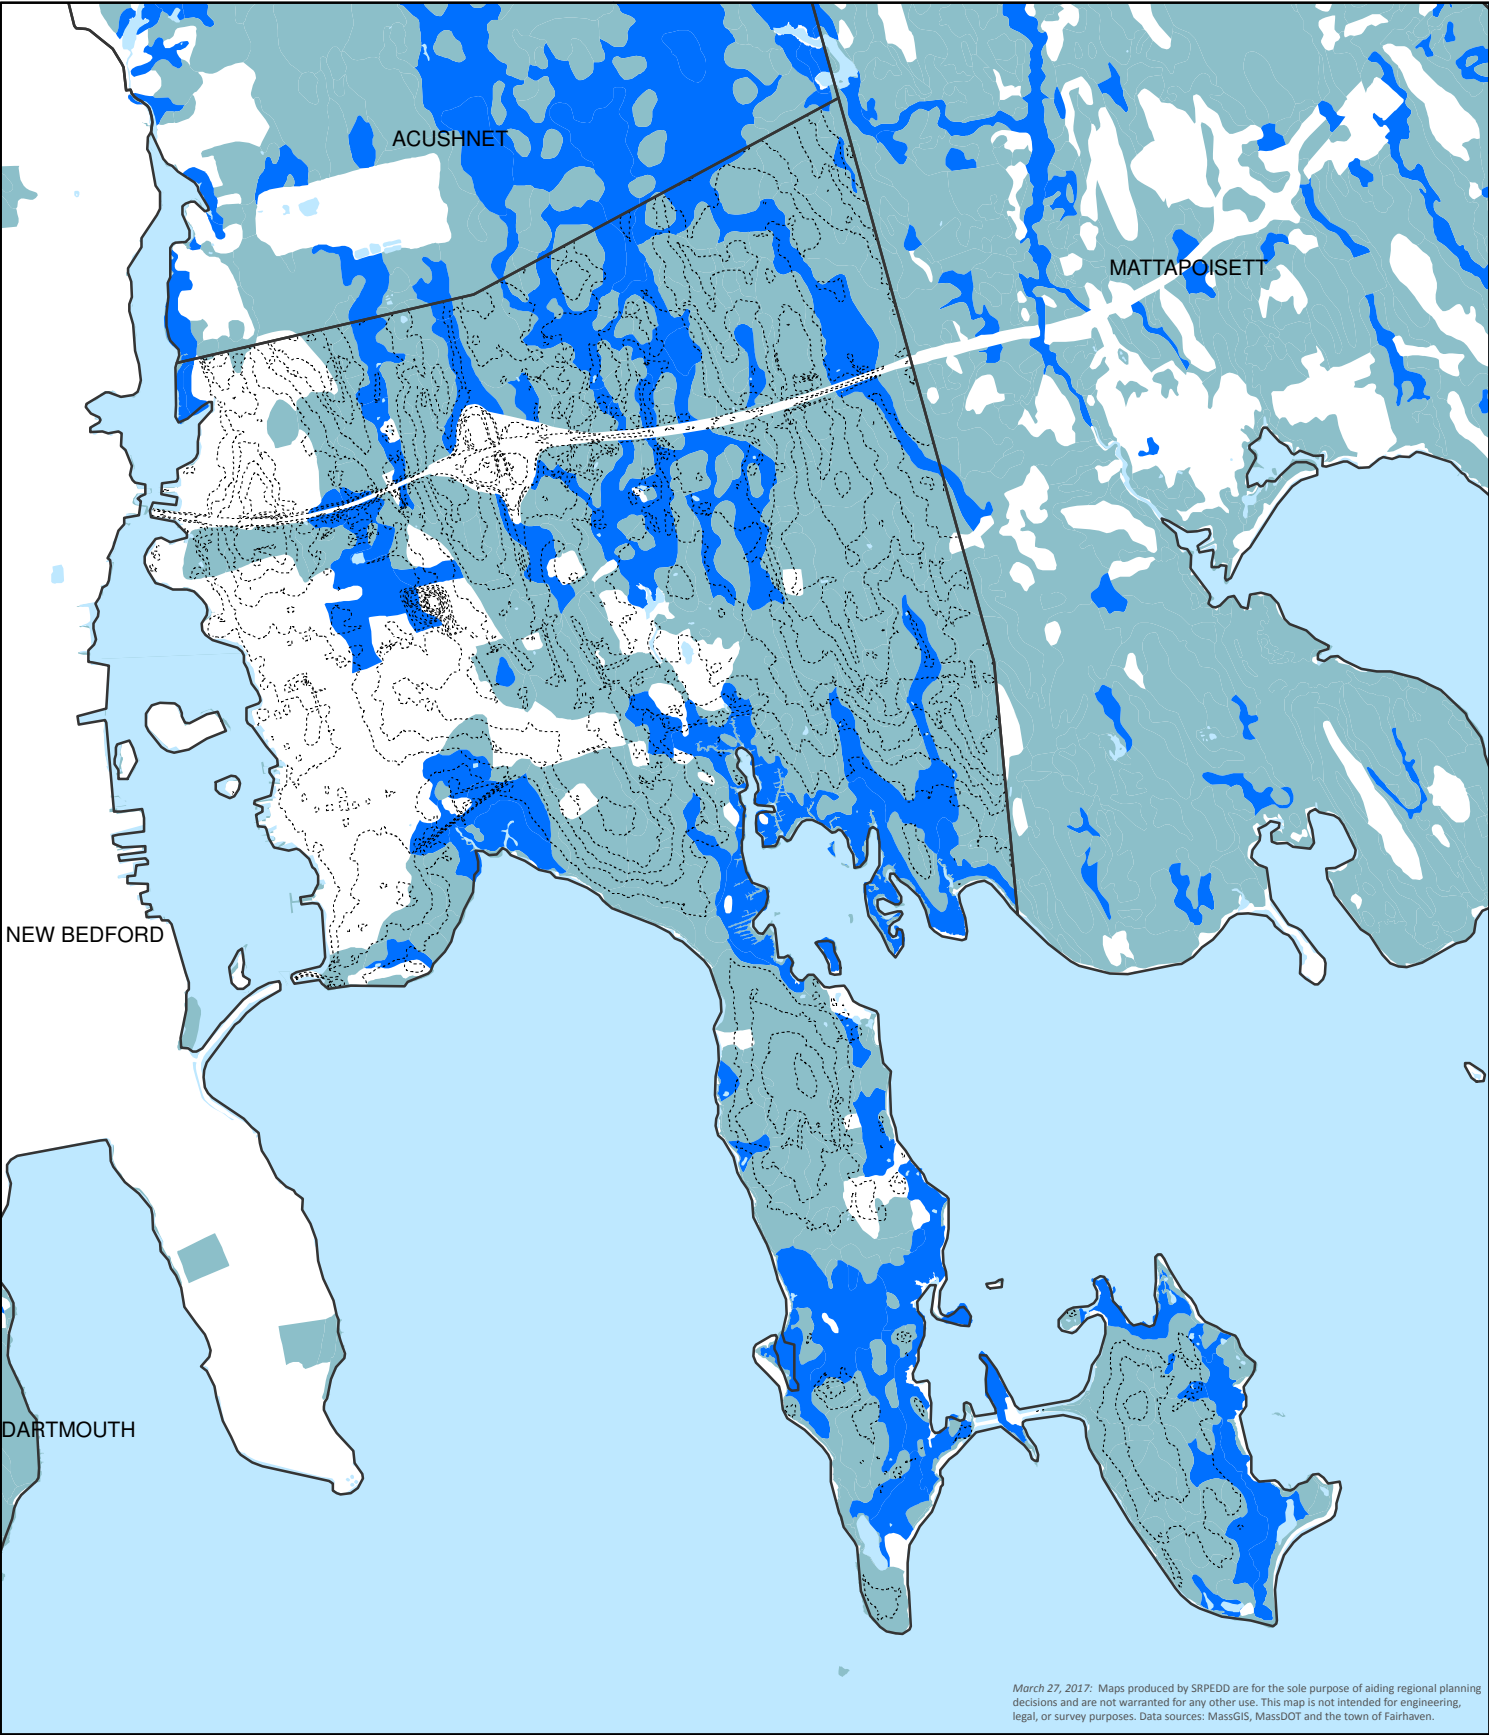 ACUSHNET
MATTAPOISETT
NEW BEDFORD
DARTMOUTH
March 27, 2017: Maps produced by SRPEDD are for the sole purpose of aiding regional planning
decisions and are not warranted for any other use. This map is not intended for engineering,
legal, or survey purposes. Data sources: MassGIS, MassDOT and the town of Fairhaven.